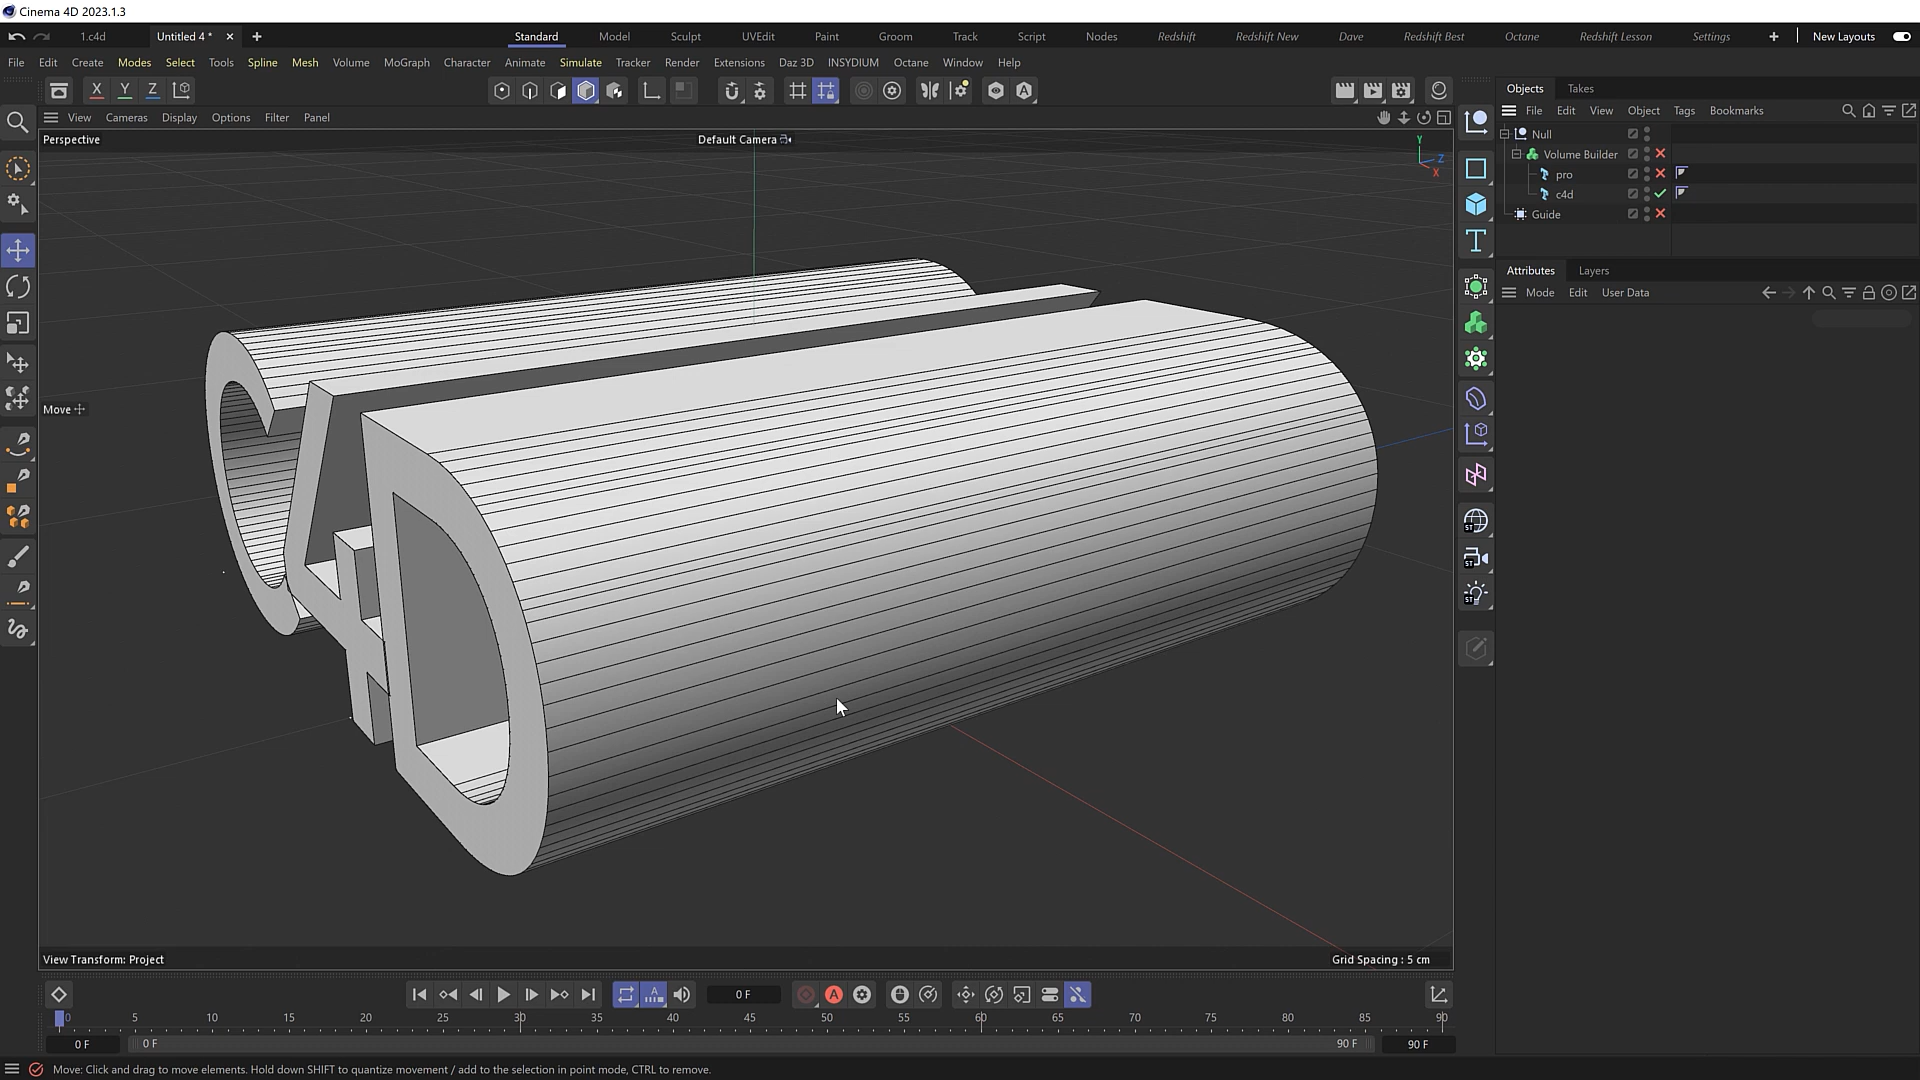 Cinema 4D 2023.1.3
1.c4d Untitled 4 *
Standard Model Sculpt UVEdit Paint Groom Track Script Nodes Redshift Redshift New Dave Redshift Best Octane Redshift Lesson Settings New Layouts
File Edit Create Modes Select Tools Spline Mesh Volume MoGraph Character Animate Simulate Tracker Render Extensions Daz 3D INSYDIUM Octane Window Help
X Y Z
View Cameras Display Options Filter Panel
Perspective
Default Camera
Y
Z
X
Move
C4D
View Transform: Project
Grid Spacing : 5 cm
Objects Takes
File Edit View Object Tags Bookmarks
Null
Volume Builder
pro
c4d
Guide
Attributes Layers
Mode Edit User Data
ST
ST
ST
0 F
0 5 10 15 20 25 30 35 40 45 50 55 60 65 70 75 80 85 90
0 F 0 F 90 F 90 F
Move: Click and drag to move elements. Hold down SHIFT to quantize movement / add to the selection in point mode, CTRL to remove.